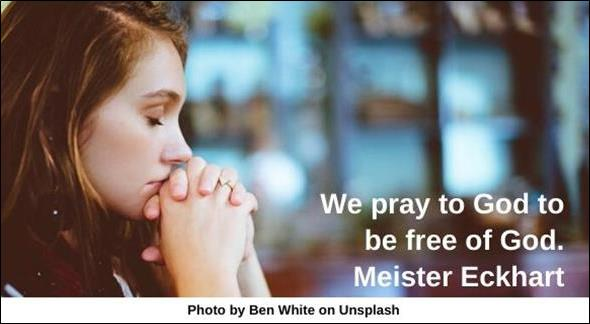 We pray to God to
be free of God.
Meister Eckhart
Photo by Ben White on Unsplash